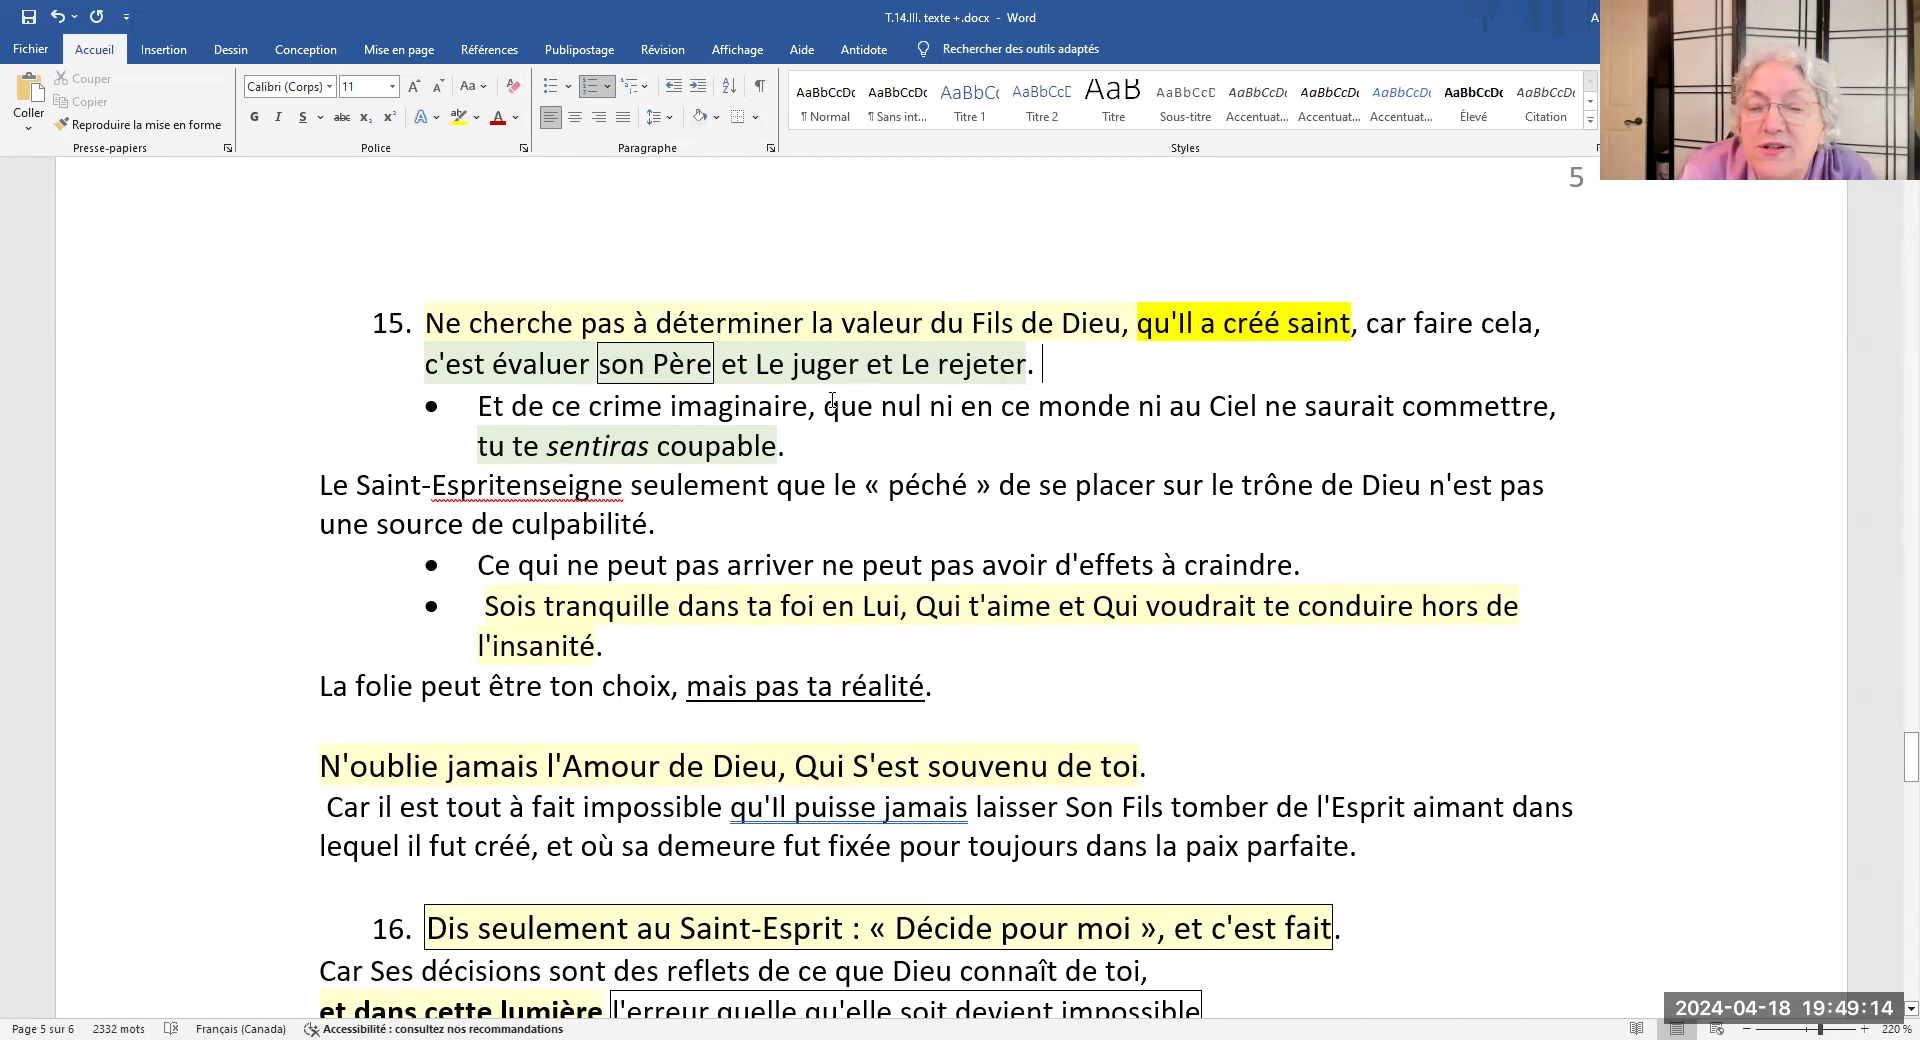 T.14.III. texte +.docx - Word
Fichier Accueil Insertion Dessin Conception Mise en page Références Publipostage Révision Affichage Aide Antidote Rechercher des outils adaptés
Coller
Couper
Copier
Reproduire la mise en forme
Calibri (Corps) 11
AaBbCcDc AaBbCcDc AaBbCc AaBbCcD AaB AaBbCcD AaBbCcDc AaBbCcDc AaBbCcDc AaBbCcDc AaBbCcDc
¶ Normal ¶ Sans int... Titre 1 Titre 2 Titre Sous-titre Accentuat... Accentuat... Accentuat... Élevé Citation
Presse-papiers Police Paragraphe Styles
5
15. Ne cherche pas à déterminer la valeur du Fils de Dieu, qu'Il a créé saint, car faire cela,
c'est évaluer son Père et Le juger et Le rejeter.
• Et de ce crime imaginaire, que nul ni en ce monde ni au Ciel ne saurait commettre,
tu te sentiras coupable.
Le Saint-Espritenseigne seulement que le « péché » de se placer sur le trône de Dieu n'est pas
une source de culpabilité.
• Ce qui ne peut pas arriver ne peut pas avoir d'effets à craindre.
• Sois tranquille dans ta foi en Lui, Qui t'aime et Qui voudrait te conduire hors de
l'insanité.
La folie peut être ton choix, mais pas ta réalité.
N'oublie jamais l'Amour de Dieu, Qui S'est souvenu de toi.
Car il est tout à fait impossible qu'Il puisse jamais laisser Son Fils tomber de l'Esprit aimant dans
lequel il fut créé, et où sa demeure fut fixée pour toujours dans la paix parfaite.
16. Dis seulement au Saint-Esprit : « Décide pour moi », et c'est fait.
Car Ses décisions sont des reflets de ce que Dieu connaît de toi,
et dans cette lumière l'erreur quelle qu'elle soit devient impossible
2024-04-18 19:49:14
Page 5 sur 6 2332 mots Français (Canada) Accessibilité : consultez nos recommandations 220 %